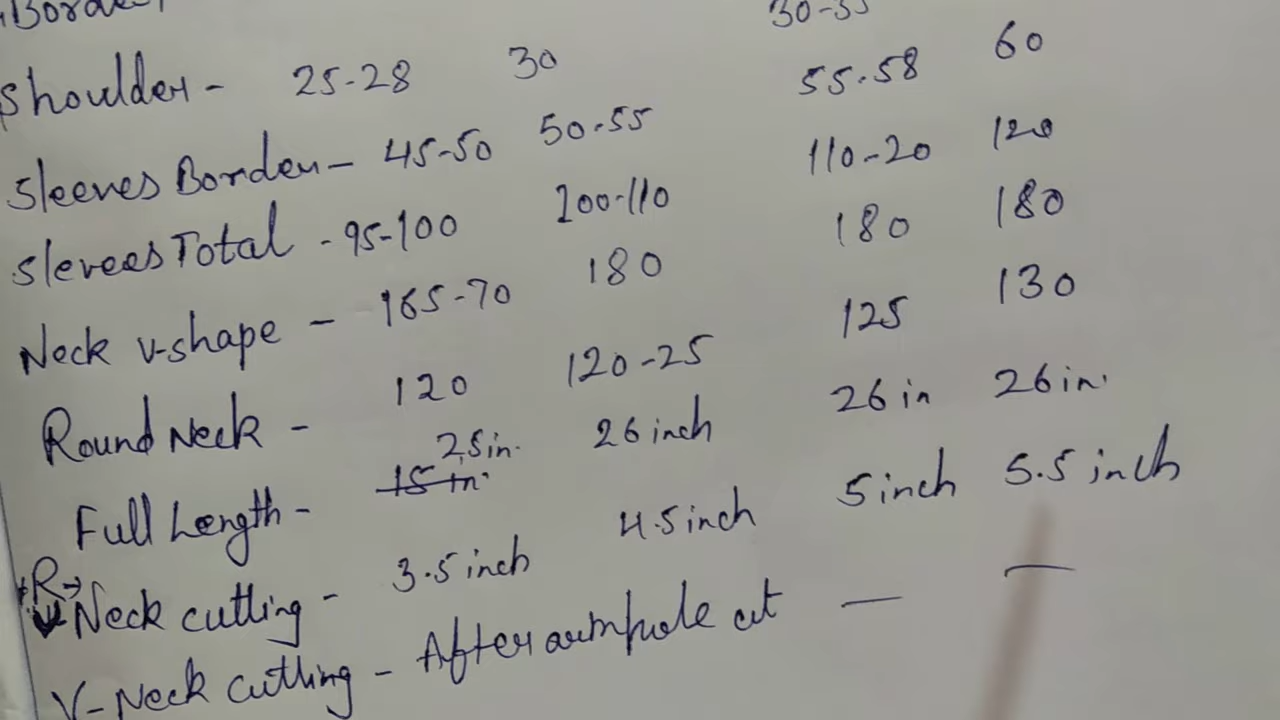 Border
30-35
Shoulder - 25-28 30 55-58 60
Sleeves Border - 45-50 50-55 110-20 120
Slevees Total - 95-100 100-110 180 180
Neck V-shape - 165-70 180 125 130
Round Neck - 120 120-25 26 in 26 in.
Full Length - 15 in. 25in. 26 inch 5 inch 5.5 inch
R→ Neck cutting - 3.5 inch 4.5 inch — —
V-Neck cutting - After armhole cut